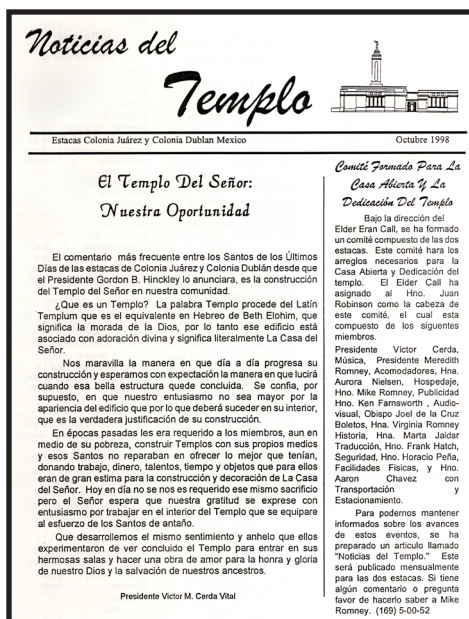 Noticias del
Templo
Estacas Colonia Juárez y Colonia Dublan Mexico
Octubre 1998
El Templo Del Señor:
Nuestra Oportunidad
El comentario más frecuente entre los Santos de los Últimos
Días de las estacas de Colonia Juárez y Colonia Dublán desde que
el Presidente Gordon B. Hinckley lo anunciara, es la construcción
del Templo del Señor en nuestra comunidad.
¿Que es un Templo? La palabra Templo procede del Latín
Templum que es el equivalente en Hebreo de Beth Elohim, que
significa la morada de la Dios, por lo tanto ese edificio está
asociado con adoración divina y significa literalmente La Casa del
Señor.
Nos maravilla la manera en que día a día progresa su
construcción y esperamos con expectación la manera en que lucirá
cuando esa bella estructura quede concluida. Se confia, por
supuesto, en que nuestro entusiasmo no sea mayor por la
apariencia del edificio que por lo que deberá suceder en su interior,
que es la verdadera justificación de su construcción.
En épocas pasadas les era requerido a los miembros, aun en
medio de su pobreza, construir Templos con sus propios medios
y esos Santos no reparaban en ofrecer lo mejor que tenían,
donando trabajo, dinero, talentos, tiempo y objetos que para ellos
eran de gran estima para la construcción y decoración de La Casa
del Señor. Hoy en día no se nos es requerido ese mismo sacrificio
pero el Señor espera que nuestra gratitud se exprese con
entusiasmo por trabajar en el interior del Templo que se equipare
al esfuerzo de los Santos de antaño.
Que desarrollemos el mismo sentimiento y anhelo que ellos
experimentaron de ver concluido el Templo para entrar en sus
hermosas salas y hacer una obra de amor para la honra y gloria
de nuestro Dios y la salvación de nuestros ancestros.
Presidente Victor M. Cerda Vital
Comité Formado Para La
Casa Abierta Y La
Dedicación Del Templo
Bajo la dirección del
Elder Eran Call, se ha formado
un comité compuesto de las dos
estacas. Este comité hara los
arreglos necesarios para la
Casa Abierta y Dedicación del
templo. El Elder Call ha
asignado al Hno. Juan
Robinson como la cabeza de
este comité, el cual esta
compuesto de los siguentes
miembros.
Presidente Victor Cerda,
Música, Presidente Meredith
Romney, Acomodadores, Hna.
Aurora Nielsen, Hospedaje,
Hno. Mike Romney, Publicidad
Hno. Ken Farnsworth , Audio-
visual, Obispo Joel de la Cruz
Boletos, Hna. Virginia Romney
Historia, Hna. Marta Jaidar
Traducción, Hno. Frank Hatch,
Seguridad, Hno. Horacio Peña,
Facilidades Fisicas, y Hno.
Aaron Chavez con
Transportación y
Estacionamiento.
Para podernos mantener
informados sobre los avances
de estos eventos, se ha
preparado un articulo llamado
"Noticias del Templo." Este
será publicado mensualmente
para las dos estacas. Si tiene
algún comentario o pregunta
favor de hacerlo saber a Mike
Romney. (169) 5-00-52